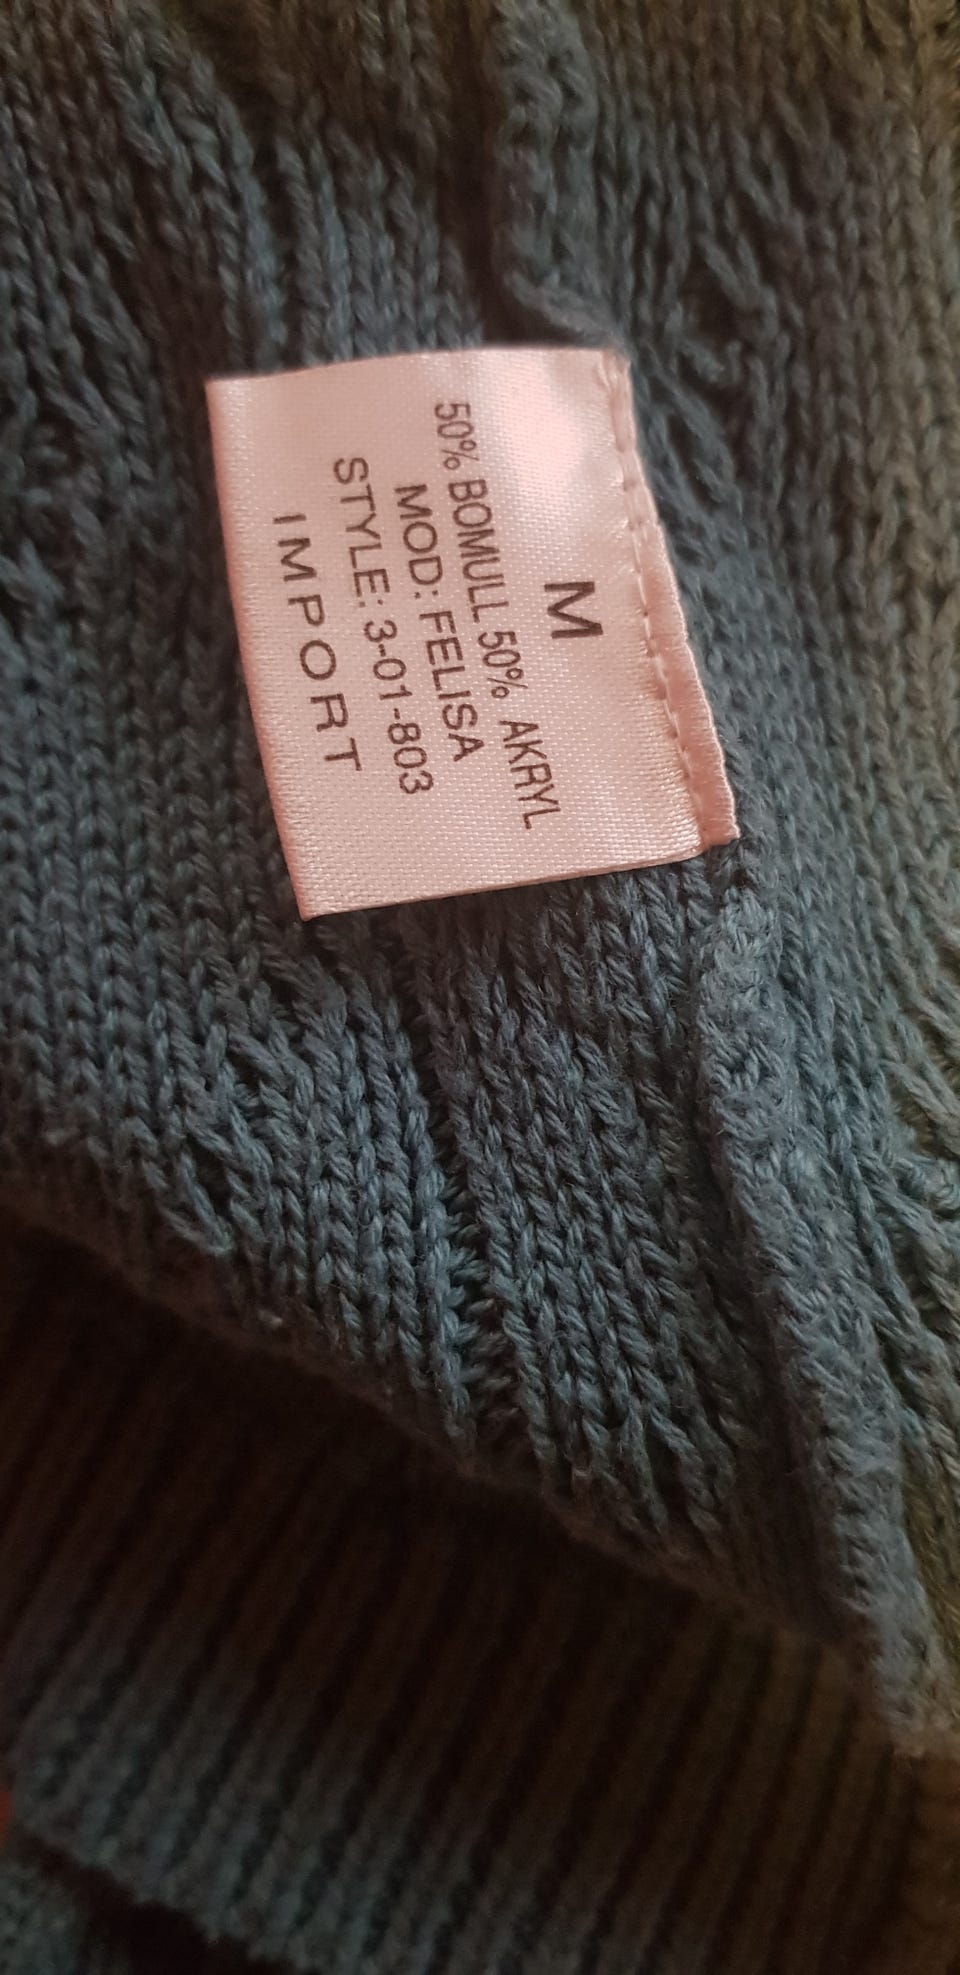 M
50% BOMULL 50% AKRYL
MOD: FELISA
STYLE: 3-01-803
IMPORT